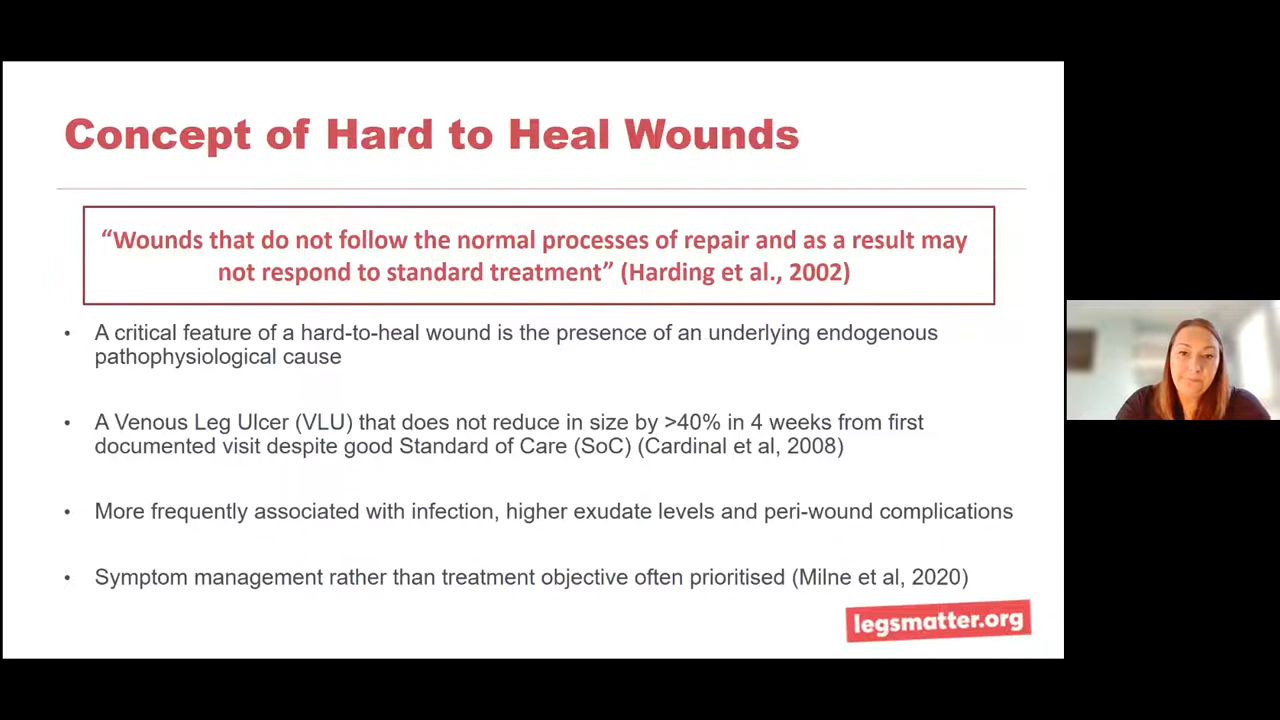 Concept of Hard to Heal Wounds
“Wounds that do not follow the normal processes of repair and as a result may
not respond to standard treatment” (Harding et al., 2002)
• A critical feature of a hard-to-heal wound is the presence of an underlying endogenous
pathophysiological cause
• A Venous Leg Ulcer (VLU) that does not reduce in size by >40% in 4 weeks from first
documented visit despite good Standard of Care (SoC) (Cardinal et al, 2008)
• More frequently associated with infection, higher exudate levels and peri-wound complications
• Symptom management rather than treatment objective often prioritised (Milne et al, 2020)
legsmatter.org